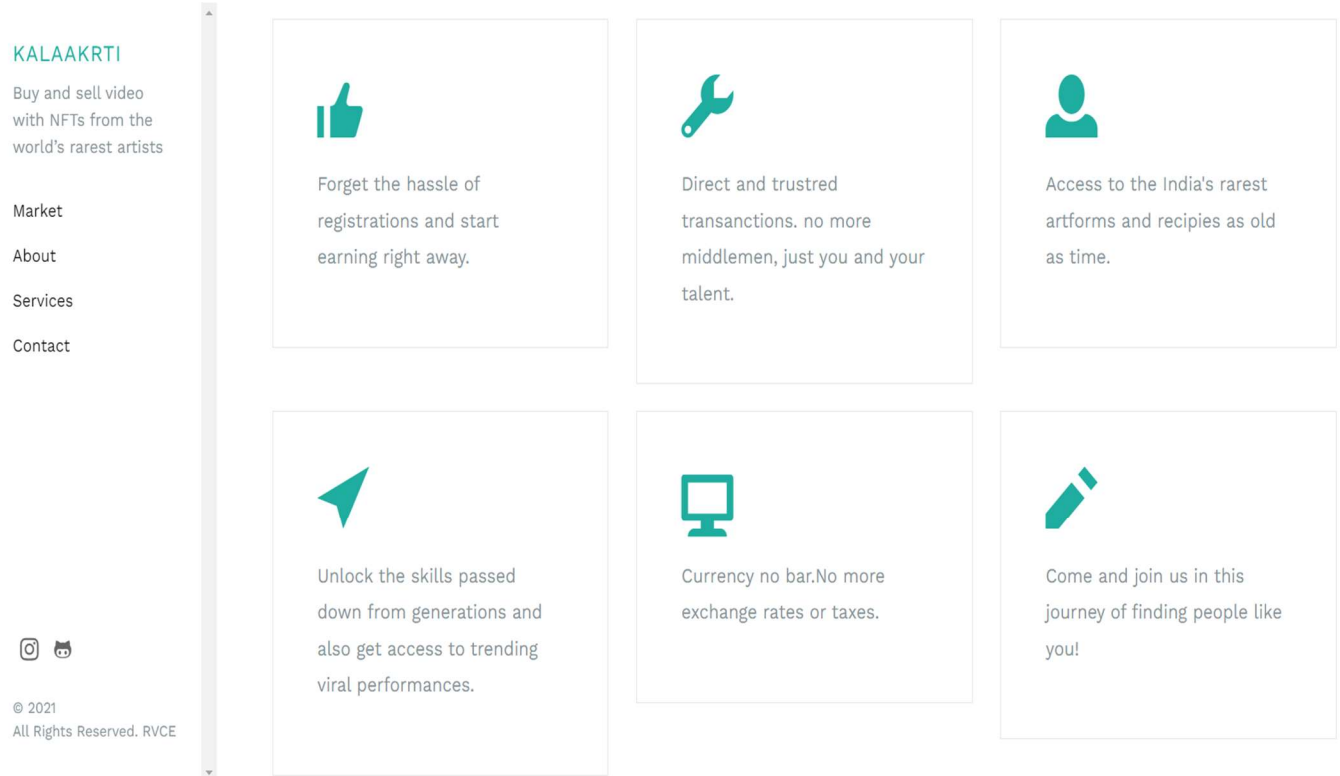 KALAAKRTI
Buy and sell video
with NFTs from the
world's rarest artists
Market
About
Services
Contact
© 2021
All Rights Reserved. RVCE
Forget the hassle of
registrations and start
earning right away.
Direct and trustred
transanctions. no more
middlemen, just you and your
talent.
Access to the India's rarest
artforms and recipies as old
as time.
Unlock the skills passed
down from generations and
also get access to trending
viral performances.
Currency no bar.No more
exchange rates or taxes.
Come and join us in this
journey of finding people like
you!